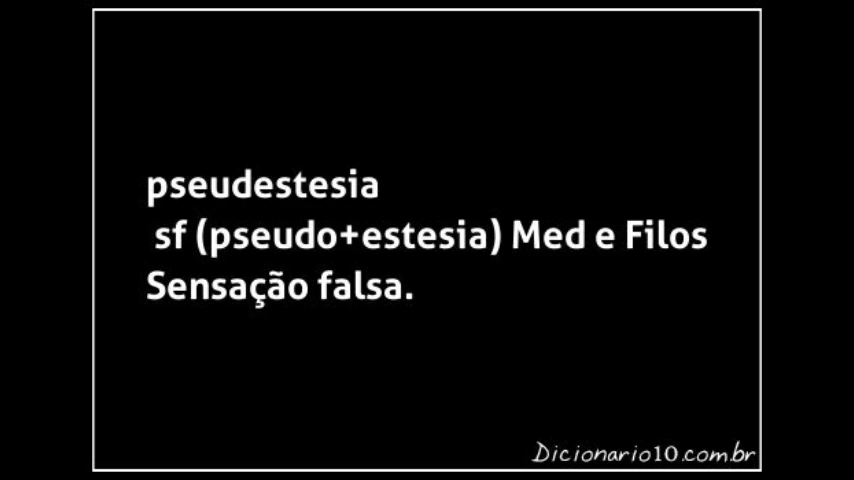 pseudestesia
sf (pseudo+estesia) Med e Filos
Sensação falsa.
Dicionario10.com.br